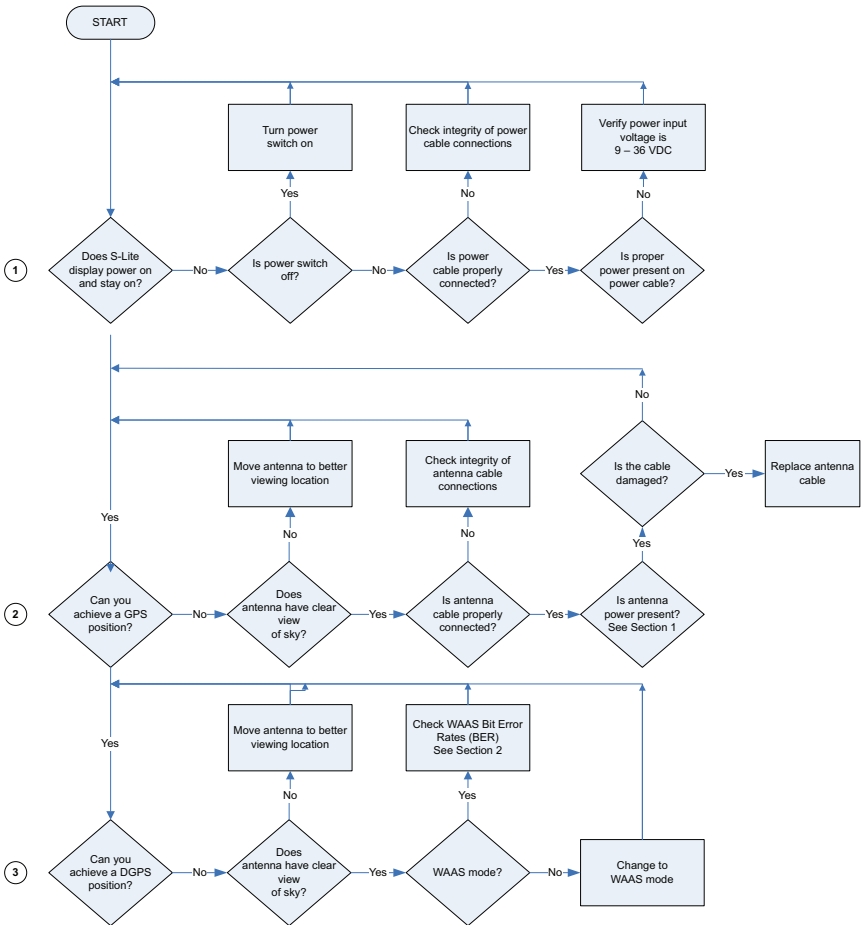 START
Turn power
switch on
Check integrity of power
cable connections
Verify power input
voltage is
9 – 36 VDC
Yes
No
No
1
Does S-Lite
display power on
and stay on?
No
Is power switch
off?
No
Is power
cable properly
connected?
Yes
Is proper
power present on
power cable?
No
Move antenna to better
viewing location
Check integrity of
antenna cable
connections
Is the cable
damaged?
Yes
Replace antenna
cable
Yes
No
No
Yes
2
Can you
achieve a GPS
position?
No
Does
antenna have clear
view
of sky?
Yes
Is antenna
cable properly
connected?
Yes
Is antenna
power present?
See Section 1
Yes
Move antenna to better
viewing location
Check WAAS Bit Error
Rates (BER)
See Section 2
No
Yes
3
Can you
achieve a DGPS
position?
No
Does
antenna have clear
view
of sky?
Yes
WAAS mode?
No
Change to
WAAS mode